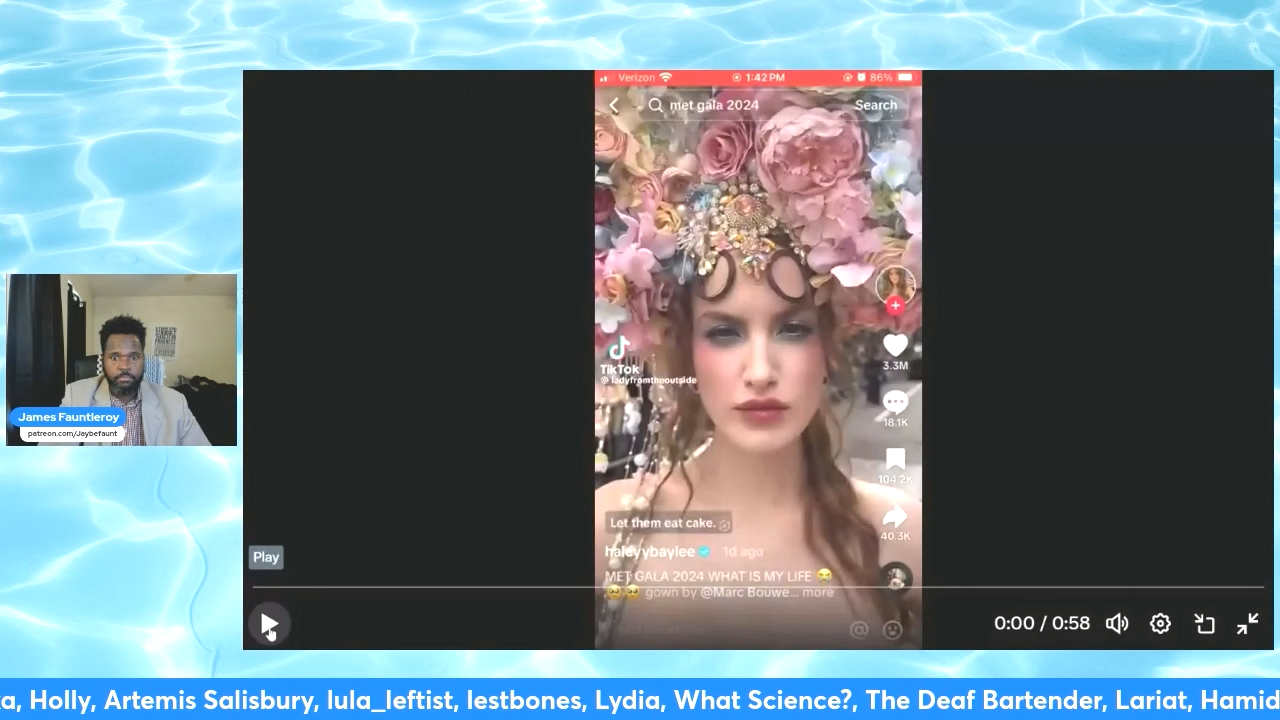 Verizon 1:42 PM 86%
met gala 2024 Search
3.3M
TikTok
@ ladyfromtheoutside
18.1K
104.2K
Let them eat cake.
40.3K
haleyybaylee 1d ago
MET GALA 2024 WHAT IS MY LIFE
gown by @Marc Bouwe... more
James Fauntleroy
patreon.com/Jaybefaunt
Play
0:00 / 0:58
a, Holly, Artemis Salisbury, lula_leftist, lestbones, Lydia, What Science?, The Deaf Bartender, Lariat, Hamid